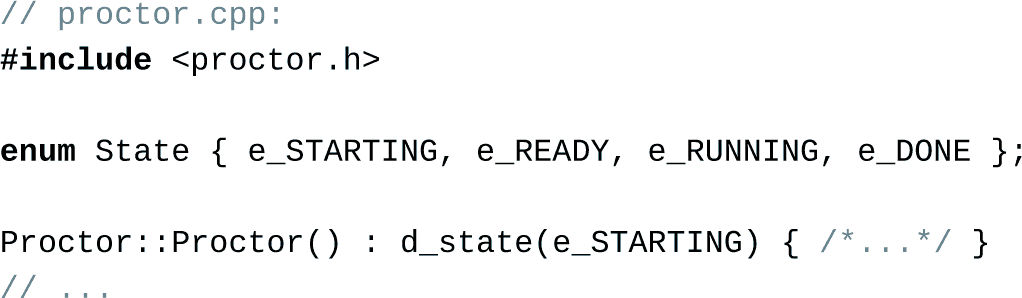 // proctor.cpp:
#include <proctor.h>
enum State { e_STARTING, e_READY, e_RUNNING, e_DONE };
Proctor::Proctor() : d_state(e_STARTING) { /*...*/ }
// ...